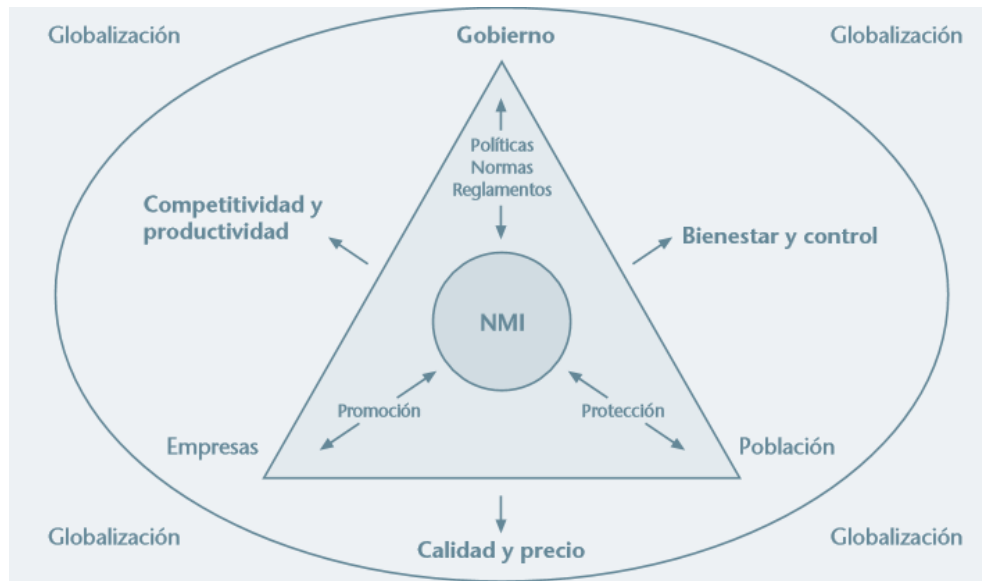 Globalización
Gobierno
Globalización
Políticas
Normas
Reglamentos
Competitividad y
productividad
Bienestar y control
NMI
Promoción
Protección
Empresas
Población
Globalización
Calidad y precio
Globalización